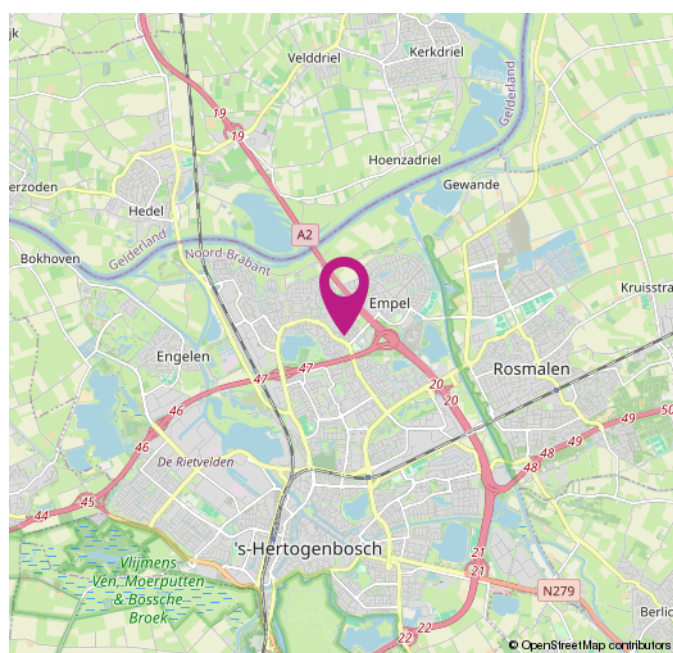 jk
Velddriel
Kerkdriel
Gelderland
19
19
Hoenzadriel
Gewande
erzoden
Hedel
A2
Gelderland
Noord-Brabant
Bokhoven
Kruisstra
Empel
Engelen
47
47
Rosmalen
20
20
46
46
50
49
49
48
48
De Rietvelden
45
44
's-Hertogenbosch
21
21
Vlijmens
Ven, Moerputten
& Bossche
Broek
N279
Berlic
22
22
© OpenStreetMap contributors